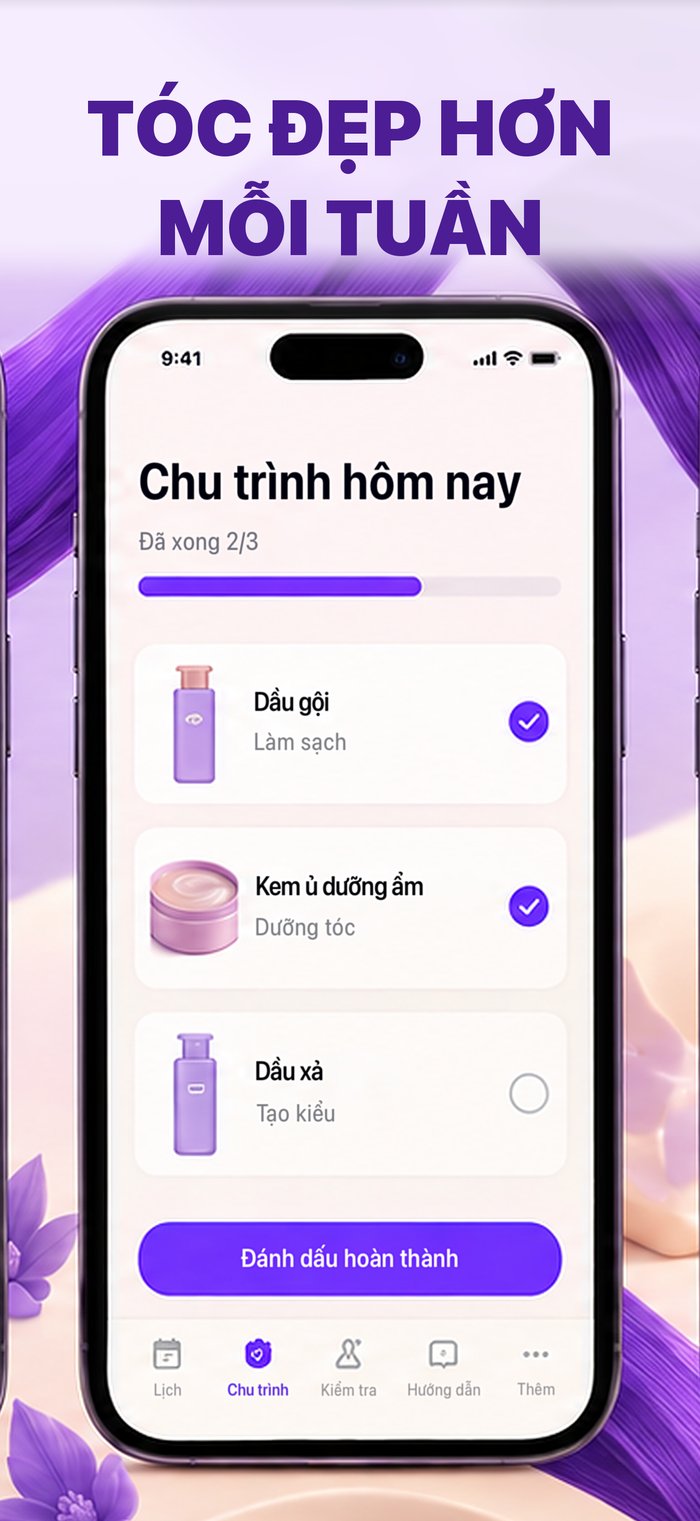 TÓC ĐẸP HƠN
MỖI TUẦN
9:41
Chu trình hôm nay
Đã xong 2/3
Dầu gội
Làm sạch
Kem ủ dưỡng ẩm
Dưỡng tóc
Dầu xả
Tạo kiểu
Đánh dấu hoàn thành
Lịch
Chu trình
Kiểm tra
Hướng dẫn
Thêm